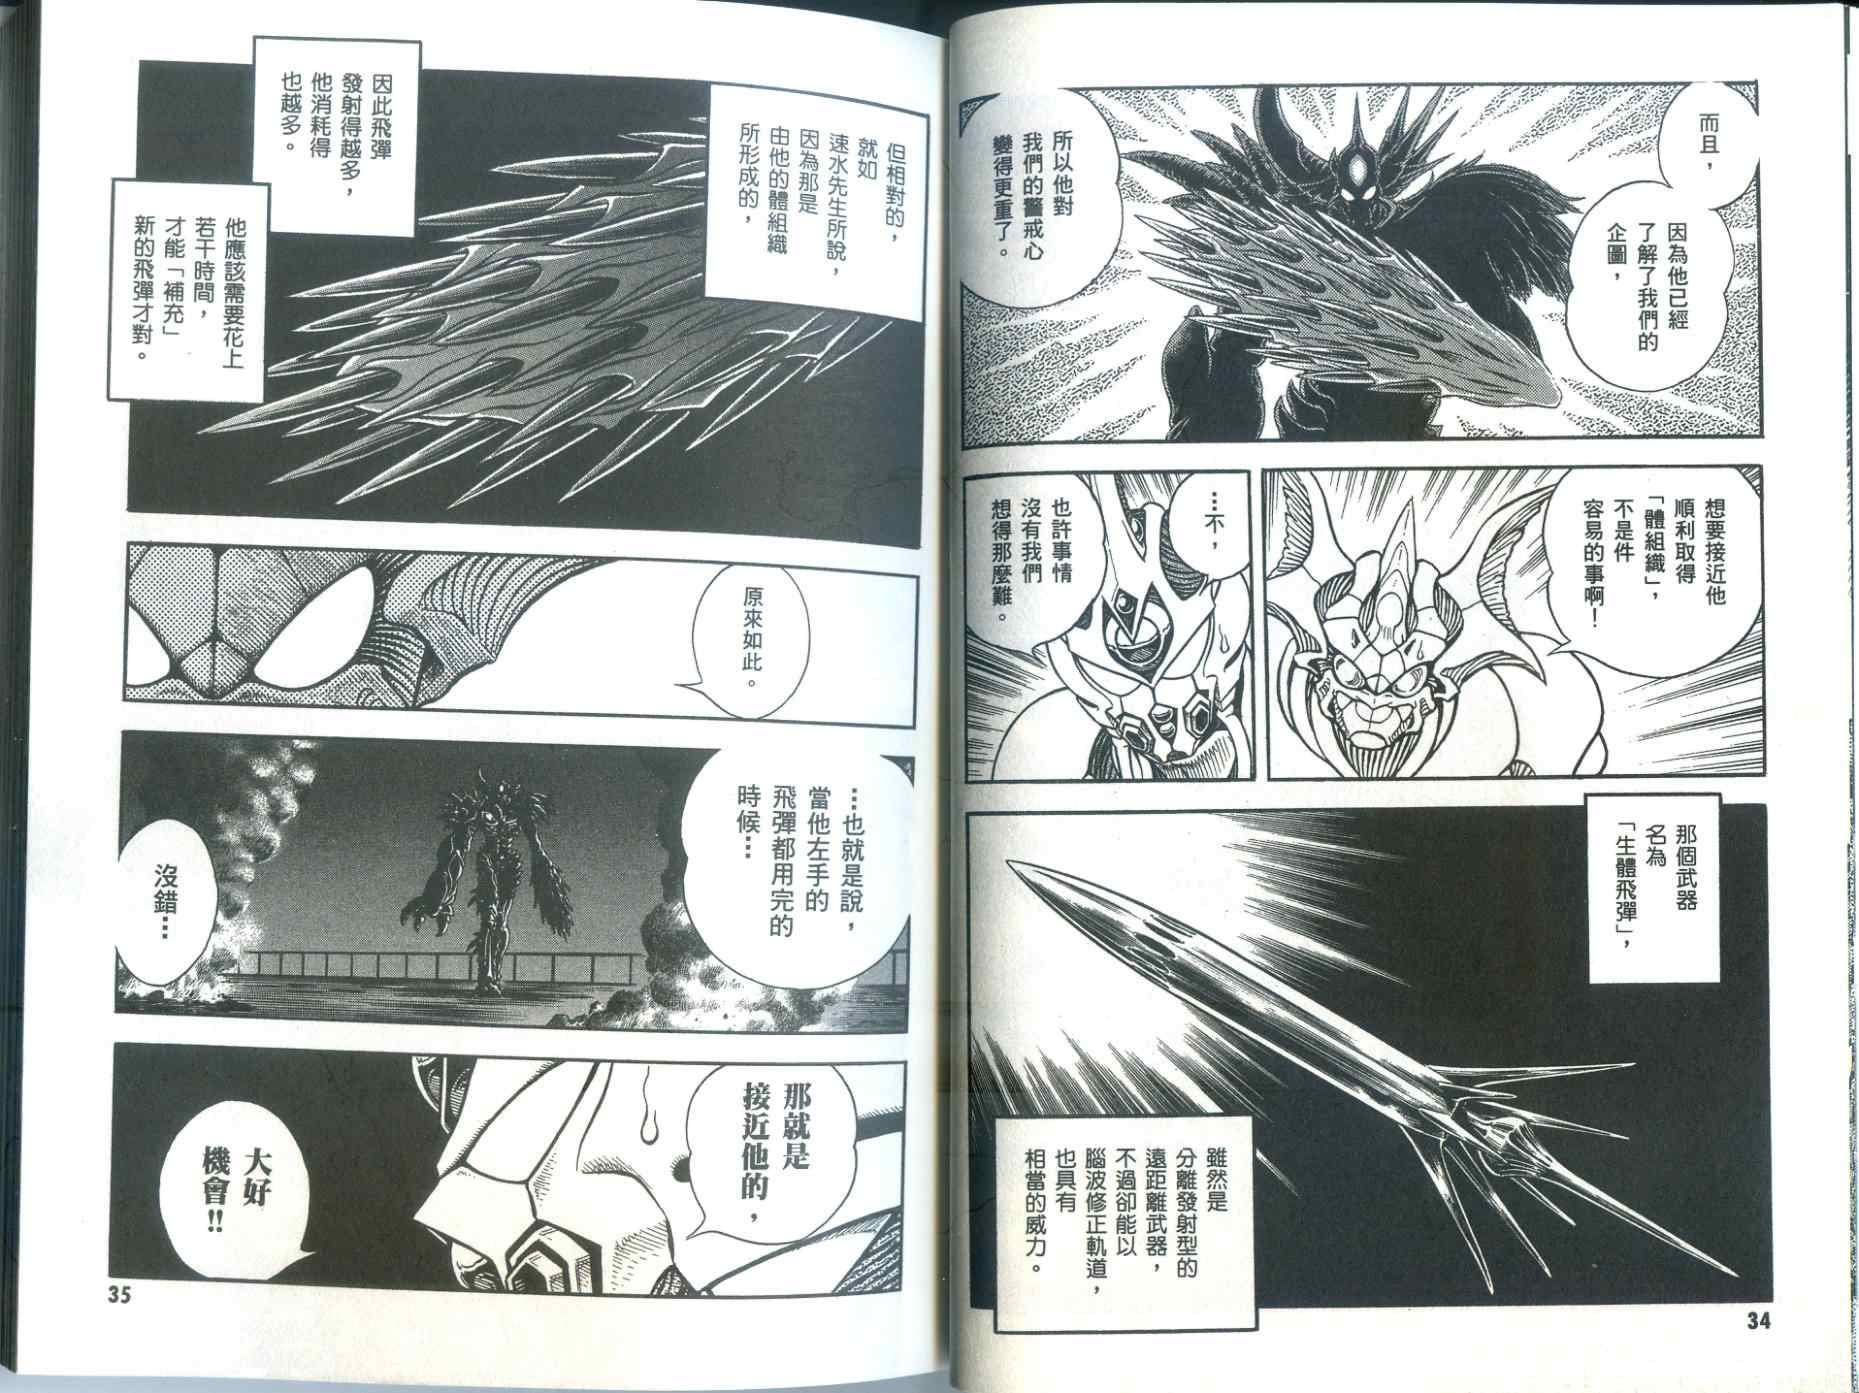 而且，
因為他已經
了解了我們的
企圖，
所以他對
我們的警戒心
變得更重了。
想要接近他
順利取得
「體組織」，
不是件
容易的事啊！
…不，
也許事情
沒有我們
想得那麼難。
那個武器
名為
「生體飛彈」，
雖然是
分離發射型的
遠距離武器，
不過卻能以
腦波修正軌道，
也具有
相當的威力。
34
但相對的，
就如
速水先生所說，
因為那是
由他的體組織
所形成的，
因此飛彈
發射得越多，
他消耗得
也越多。
他應該需要花上
若干時間，
才能「補充」
新的飛彈才對。
原來如此。
…也就是說，
當他左手的
飛彈都用完的
時候…
沒錯…
那就是
接近他的，
大好
機會!!
35